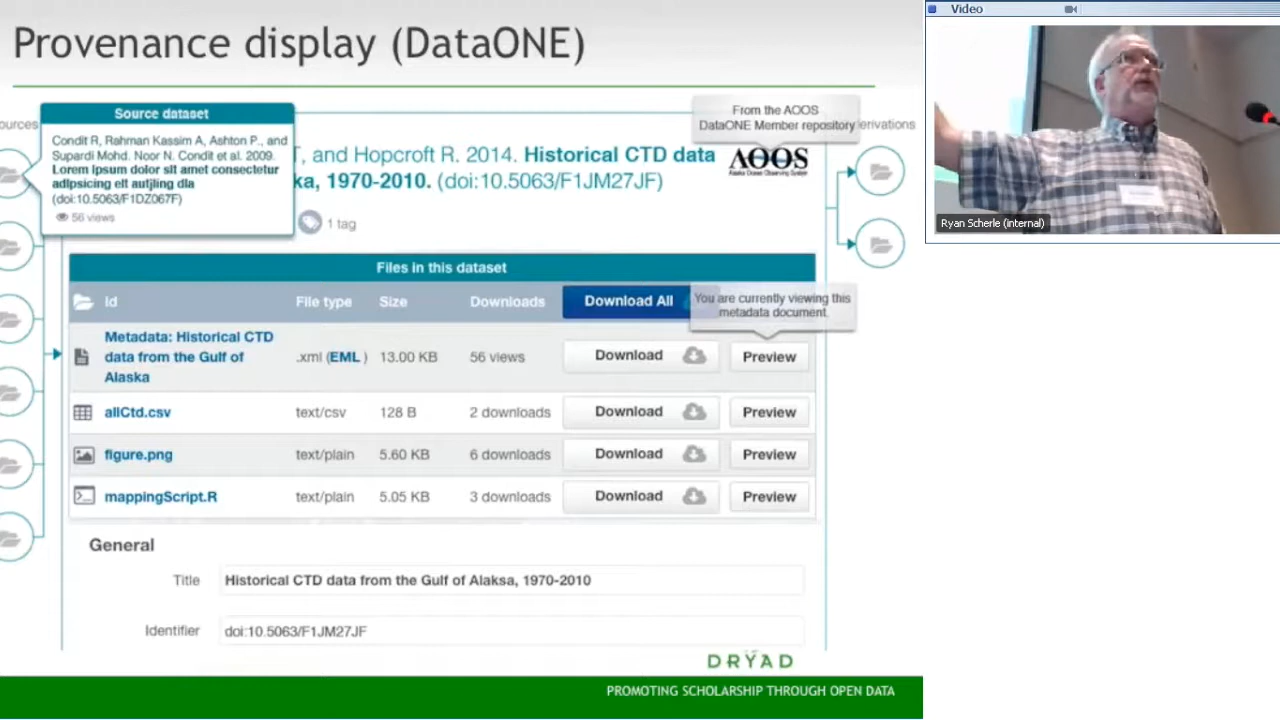 Provenance display (DataONE)
Video
Ryan Scherle (internal)
ources
Source dataset
Condit R, Rahman Kassim A, Ashton P., and
Supardi Mohd. Noor N. Condit et al. 2009.
Lorem Ipsum dolor sit amet consectetur
adipsicing elt autjling dla
(doi:10.5063/F1DZ067F)
56 views
From the AOOS
DataONE Member repository
erivations
T, and Hopcroft R. 2014. Historical CTD data
ka, 1970-2010. (doi:10.5063/F1JM27JF)
AOOS
Alaska Ocean Observing System
1 tag
Files in this dataset
Id File type Size Downloads Download All
You are currently viewing this
metadata document.
Metadata: Historical CTD
data from the Gulf of
Alaska
.xml (EML) 13.00 KB 56 views Download Preview
allCtd.csv text/csv 128 B 2 downloads Download Preview
figure.png text/plain 5.60 KB 6 downloads Download Preview
mappingScript.R text/plain 5.05 KB 3 downloads Download Preview
General
Title Historical CTD data from the Gulf of Alaksa, 1970-2010
Identifier doi:10.5063/F1JM27JF
DRYAD
PROMOTING SCHOLARSHIP THROUGH OPEN DATA